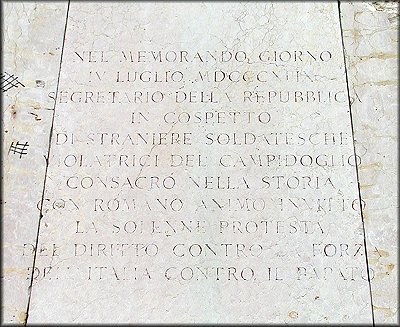 NEL MEMORANDO GIORNO
IV LUGLIO MDCCCXLIX
SEGRETARIO DELLA REPUBBLICA
IN COSPETTO
DI STRANIERE SOLDATESCHE
VIOLATRICI DEL CAMPIDOGLIO
CONSACRÒ NELLA STORIA
CON ROMANO ANIMO INVITTO
LA SOLENNE PROTESTA
DEL DIRITTO CONTRO LA FORZA
DELL'ITALIA CONTRO IL PAPATO